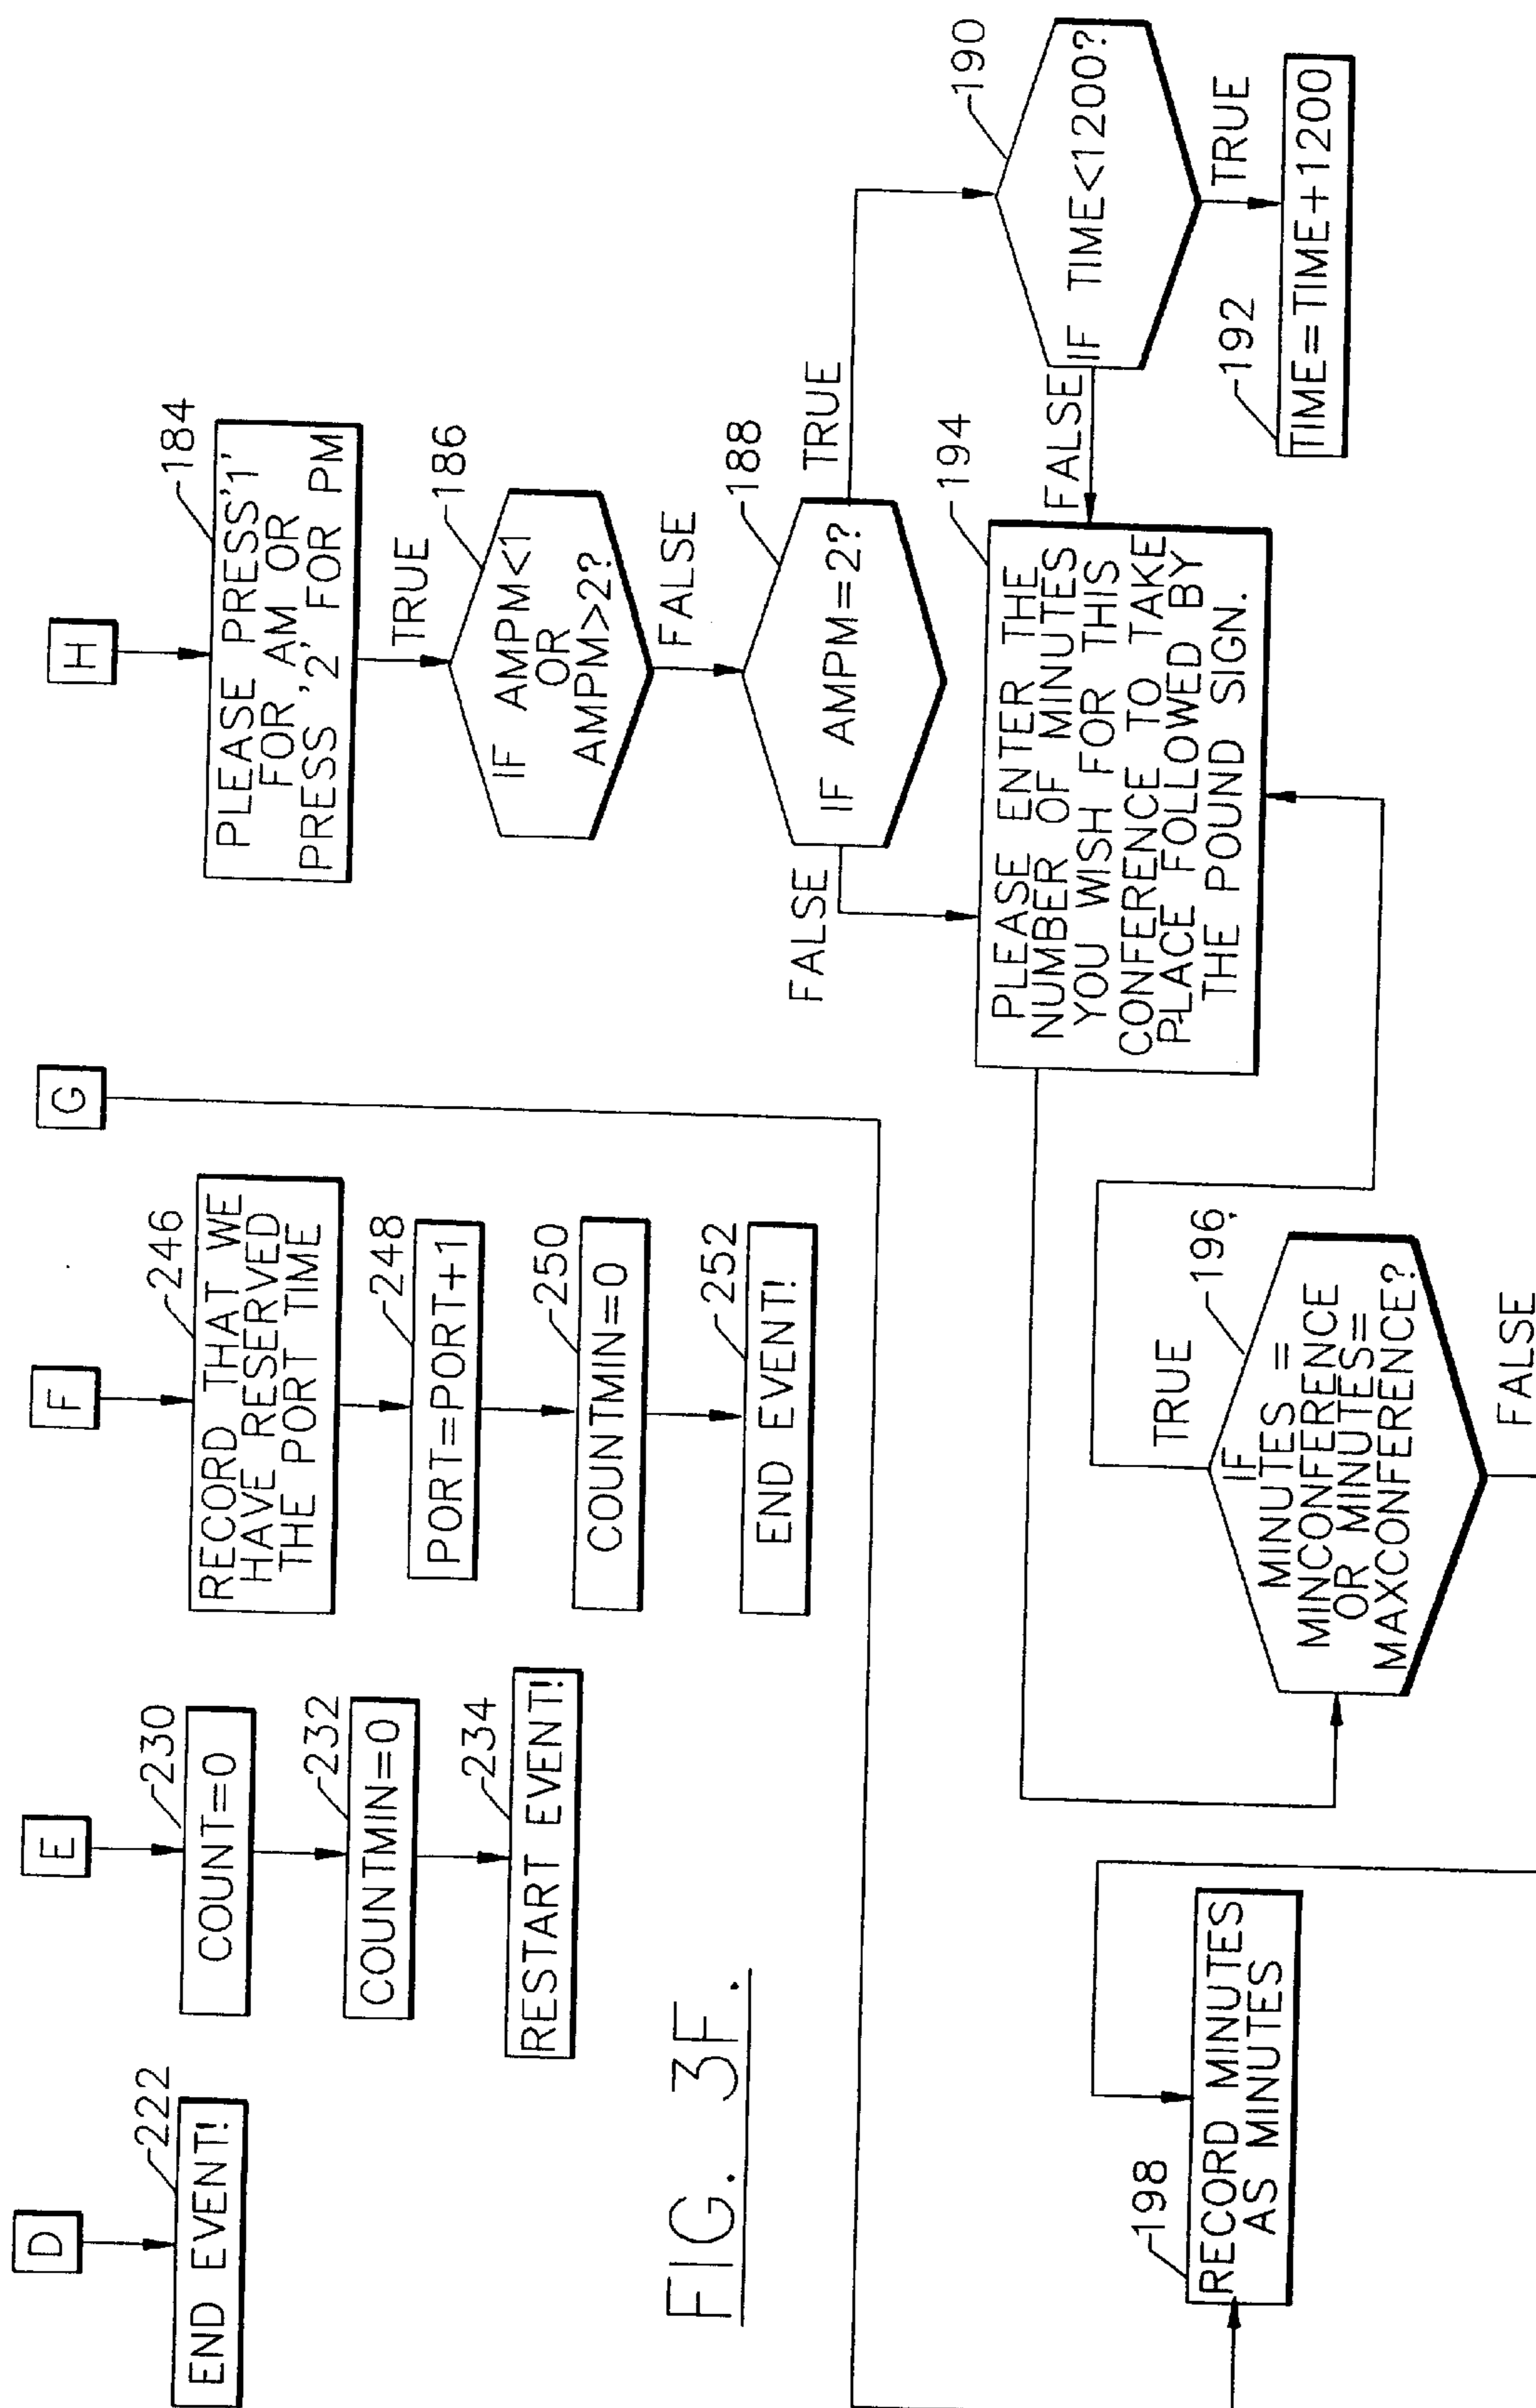 D
222
END EVENT!
E
230
COUNT=0
232
COUNTMIN=0
234
RESTART EVENT!
F
246
RECORD THAT WE
HAVE RESERVED
THE PORT TIME
248
PORT=PORT+1
250
COUNTMIN=0
252
END EVENT!
G
H
184
PLEASE PRESS'1'
FOR AM OR
PRESS '2' FOR PM
TRUE
186
IF AMPM<1
OR
AMPM>2?
FALSE
188
IF AMPM=2?
FALSE
TRUE
190
IF TIME<1200?
FALSE
TRUE
192
TIME=TIME+1200
194
PLEASE ENTER THE
NUMBER OF MINUTES
YOU WISH FOR THIS
CONFERENCE TO TAKE
PLACE FOLLOWED BY
THE POUND SIGN.
196
TRUE
IF
MINUTES =
MINCONFERENCE
OR MINUTES=
MAXCONFERENCE?
FALSE
198
RECORD MINUTES
AS MINUTES
FIG. 3F.